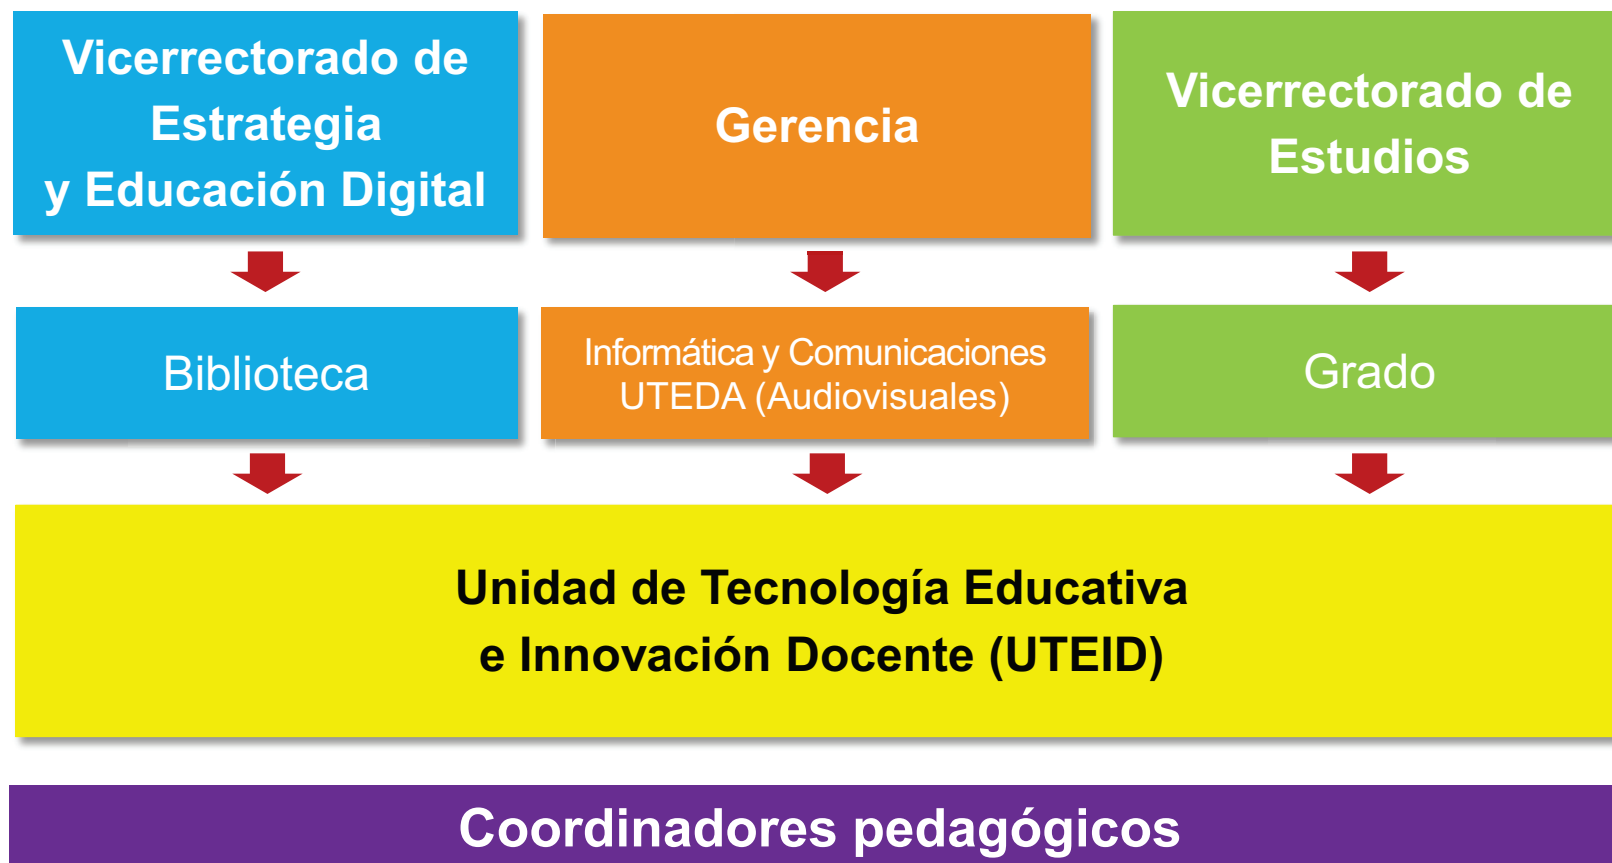 Vicerrectorado de
Estrategia
y Educación Digital
Gerencia
Vicerrectorado de
Estudios
Biblioteca
Informática y Comunicaciones
UTEDA (Audiovisuales)
Grado
Unidad de Tecnología Educativa
e Innovación Docente (UTEID)
Coordinadores pedagógicos